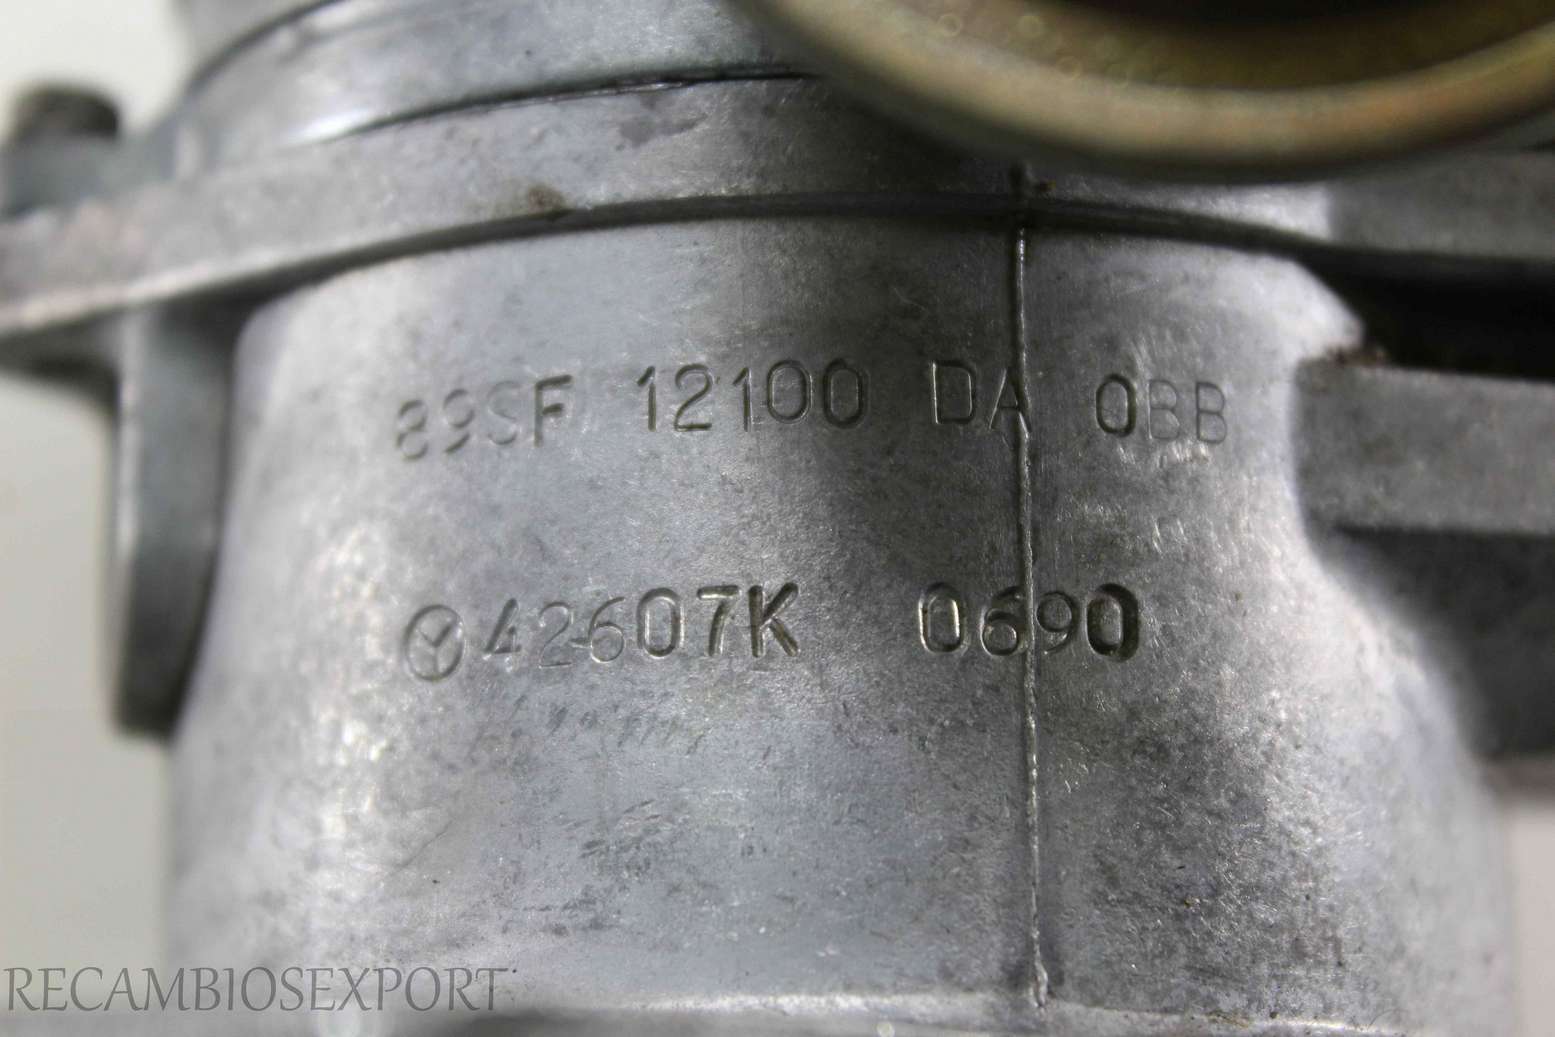 89SF 12100 DA 0BB
42607K 0690
RECAMBIOSEXPORT